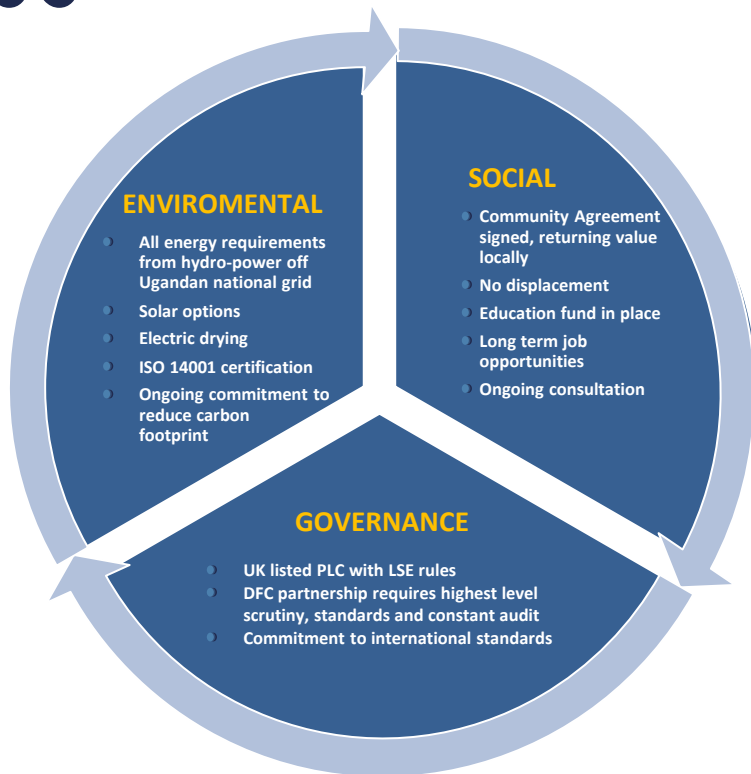 ENVIROMENTAL
All energy requirements
from hydro-power off
Ugandan national grid
Solar options
Electric drying
ISO 14001 certification
Ongoing commitment to
reduce carbon
footprint
SOCIAL
Community Agreement
signed, returning value
locally
No displacement
Education fund in place
Long term job
opportunities
Ongoing consultation
GOVERNANCE
UK listed PLC with LSE rules
DFC partnership requires highest level
scrutiny, standards and constant audit
Commitment to international standards